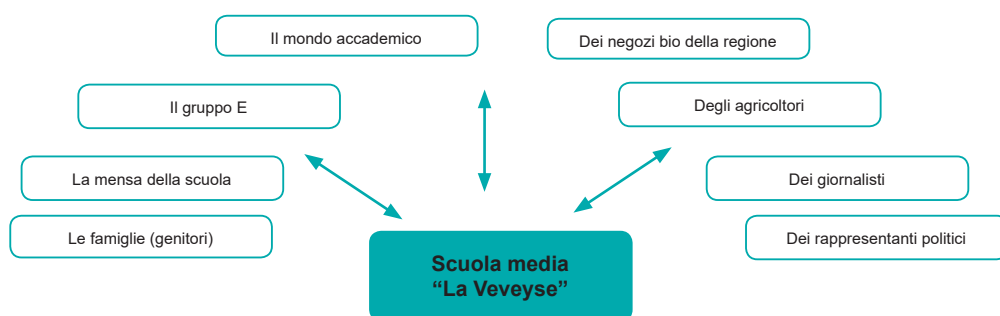 Il mondo accademico
Dei negozi bio della regione
Il gruppo E
Degli agricoltori
La mensa della scuola
Dei giornalisti
Le famiglie (genitori)
Dei rappresentanti politici
Scuola media
“La Veveyse”